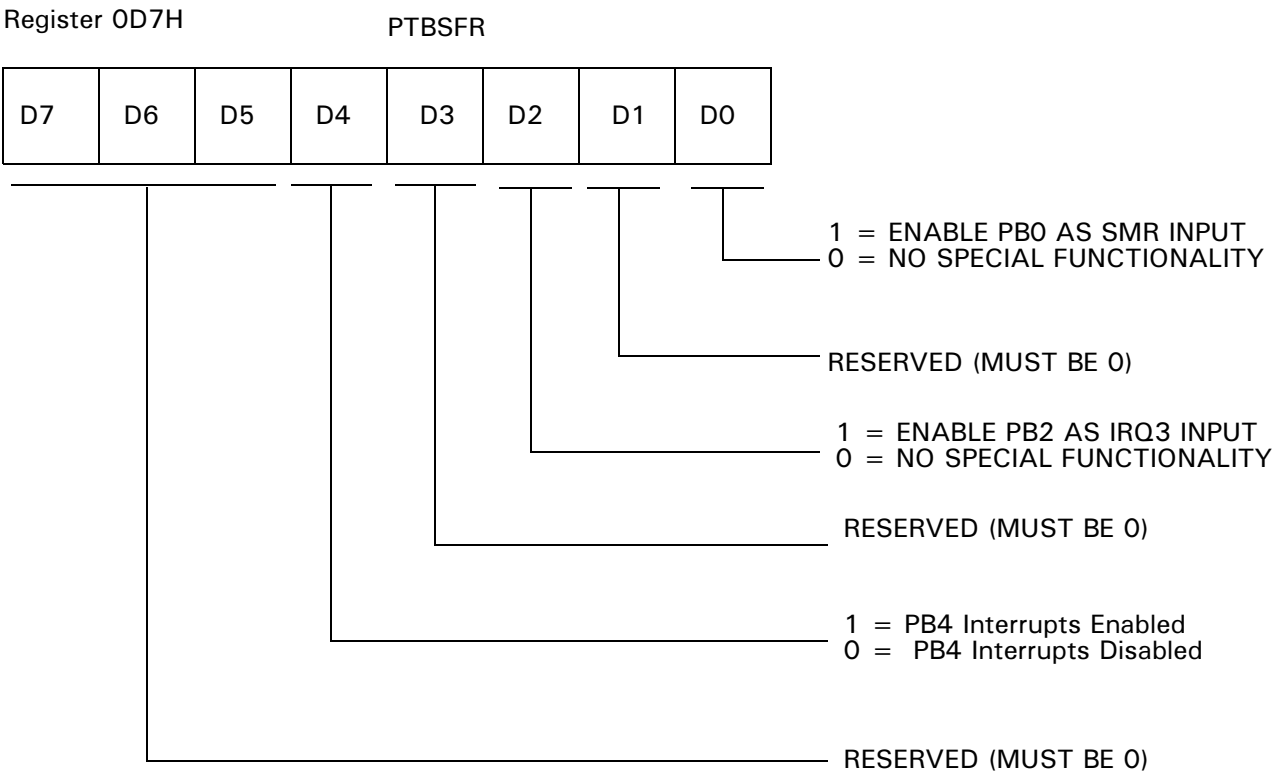 Register 0D7H
PTBSFR
D7 D6 D5 D4 D3 D2 D1 D0
1 = ENABLE PB0 AS SMR INPUT
0 = NO SPECIAL FUNCTIONALITY
RESERVED (MUST BE 0)
1 = ENABLE PB2 AS IRQ3 INPUT
0 = NO SPECIAL FUNCTIONALITY
RESERVED (MUST BE 0)
1 = PB4 Interrupts Enabled
0 = PB4 Interrupts Disabled
RESERVED (MUST BE 0)